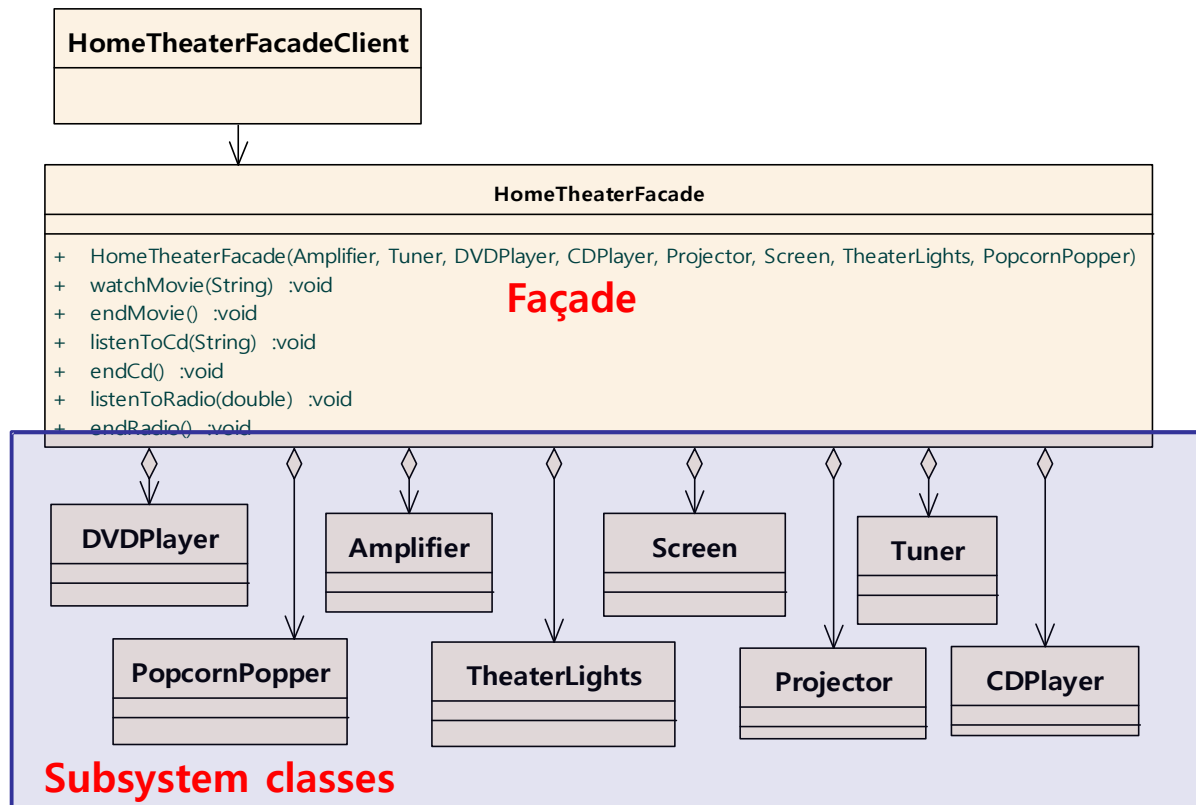 HomeTheaterFacadeClient
HomeTheaterFacade
+ HomeTheaterFacade(Amplifier, Tuner, DVDPlayer, CDPlayer, Projector, Screen, TheaterLights, PopcornPopper)
+ watchMovie(String) :void
+ endMovie() :void
+ listenToCd(String) :void
+ endCd() :void
+ listenToRadio(double) :void
+ endRadio() :void
Façade
DVDPlayer
Amplifier
Screen
Tuner
PopcornPopper
TheaterLights
Projector
CDPlayer
Subsystem classes